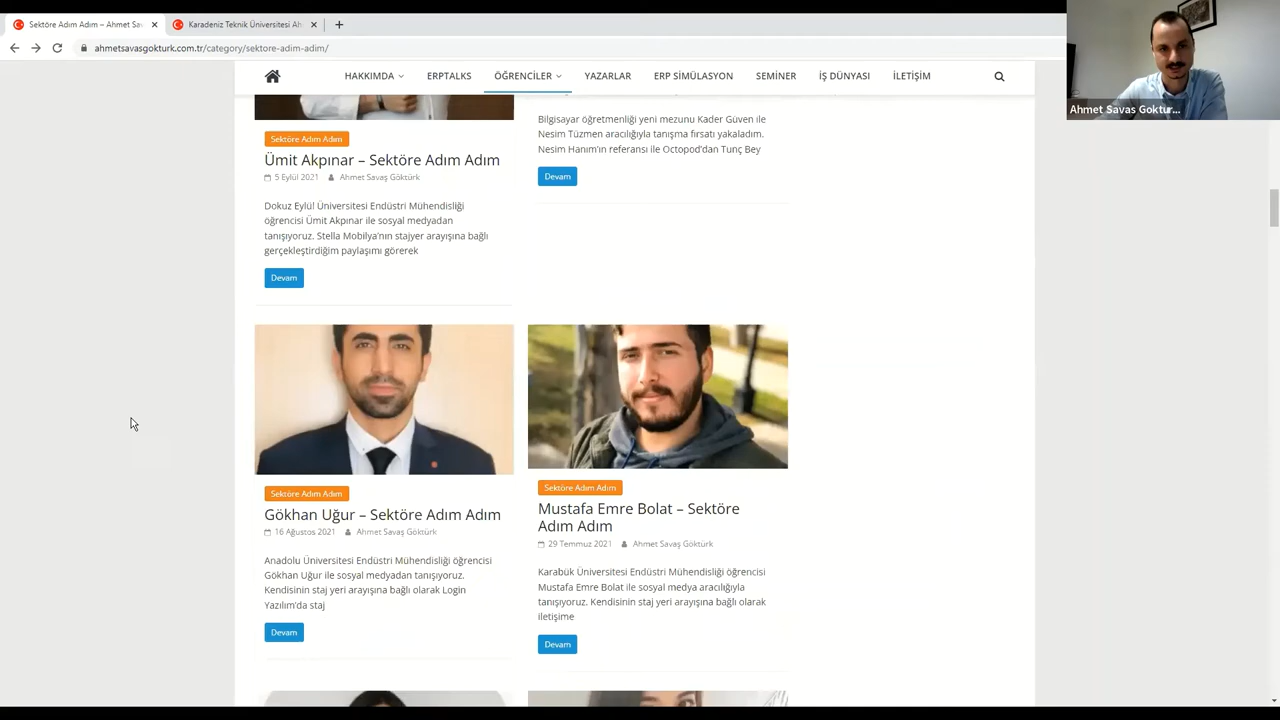 Sektöre Adım Adım – Ahmet Sa
Karadeniz Teknik Üniversitesi Ah
ahmetsavasgokturk.com.tr/category/sektore-adim-adim/
Ahmet Savas Goktur...
HAKKIMDA
ERPTALKS
ÖĞRENCİLER
YAZARLAR
ERP SİMÜLASYON
SEMİNER
İŞ DÜNYASI
İLETİŞİM
Sektöre Adım Adım
Ümit Akpınar – Sektöre Adım Adım
5 Eylül 2021 Ahmet Savaş Göktürk
Dokuz Eylül Üniversitesi Endüstri Mühendisliği
öğrencisi Ümit Akpınar ile sosyal medyadan
tanışıyoruz. Stella Mobilya’nın stajyer arayışına bağlı
gerçekleştirdiğim paylaşımı görerek
Devam
Bilgisayar öğretmenliği yeni mezunu Kader Güven ile
Nesim Tüzmen aracılığıyla tanışma fırsatı yakaladım.
Nesim Hanım’ın referansı ile Octopod’dan Tunç Bey
Devam
Sektöre Adım Adım
Gökhan Uğur – Sektöre Adım Adım
16 Ağustos 2021 Ahmet Savaş Göktürk
Anadolu Üniversitesi Endüstri Mühendisliği öğrencisi
Gökhan Uğur ile sosyal medyadan tanışıyoruz.
Kendisinin staj yeri arayışına bağlı olarak Login
Yazılım’da staj
Devam
Sektöre Adım Adım
Mustafa Emre Bolat – Sektöre
Adım Adım
29 Temmuz 2021 Ahmet Savaş Göktürk
Karabük Üniversitesi Endüstri Mühendisliği öğrencisi
Mustafa Emre Bolat ile sosyal medya aracılığıyla
tanışıyoruz. Kendisinin staj yeri arayışına bağlı olarak
iletişime
Devam